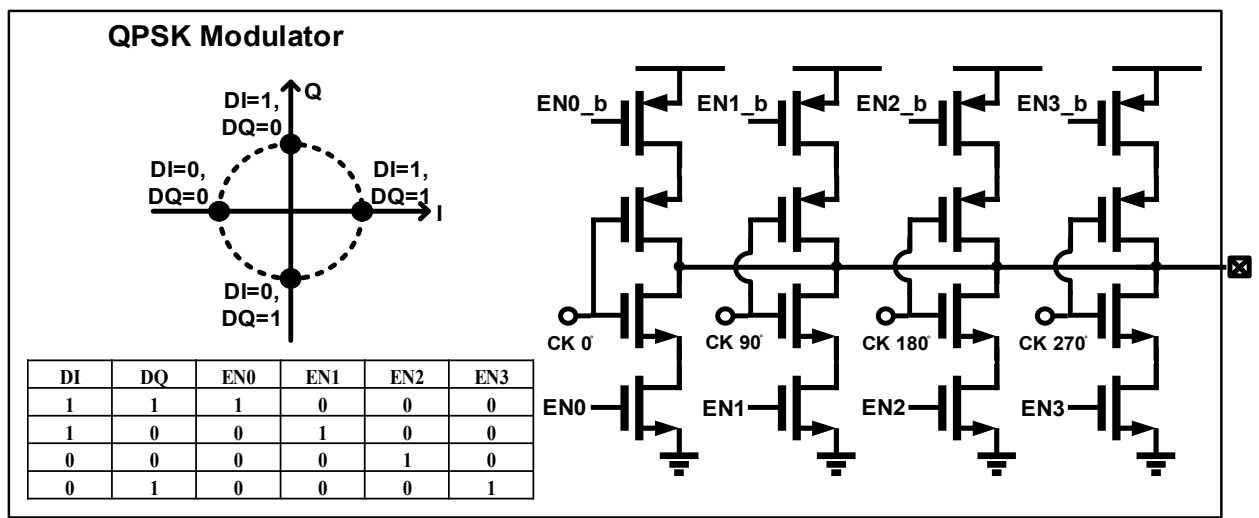 QPSK Modulator
Q
DI=1,
DQ=0
DI=0,
DQ=0
DI=1,
DQ=1
I
DI=0,
DQ=1
EN0_b
EN1_b
EN2_b
EN3_b
CK 0°
CK 90°
CK 180°
CK 270°
EN0
EN1
EN2
EN3
DI DQ EN0 EN1 EN2 EN3
1 1 1 0 0 0
1 0 0 1 0 0
0 0 0 0 1 0
0 1 0 0 0 1